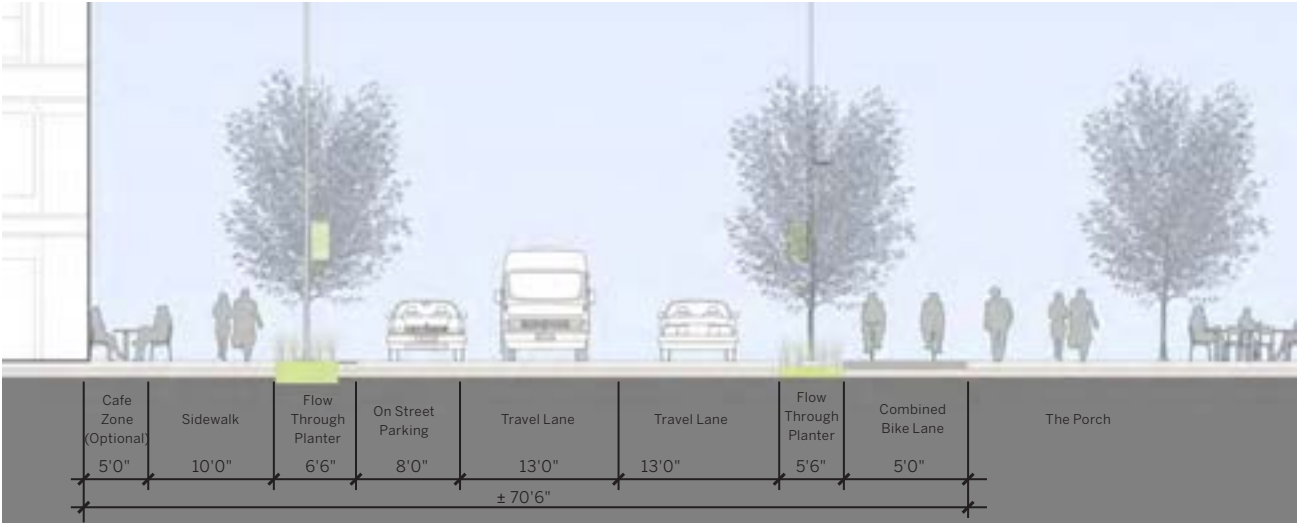 Cafe
Zone
(Optional)
5'0"
Sidewalk
10'0"
Flow
Through
Planter
6'6"
On Street
Parking
8'0"
Travel Lane
13'0"
Travel Lane
13'0"
Flow
Through
Planter
5'6"
Combined
Bike Lane
5'0"
The Porch
± 70'6"